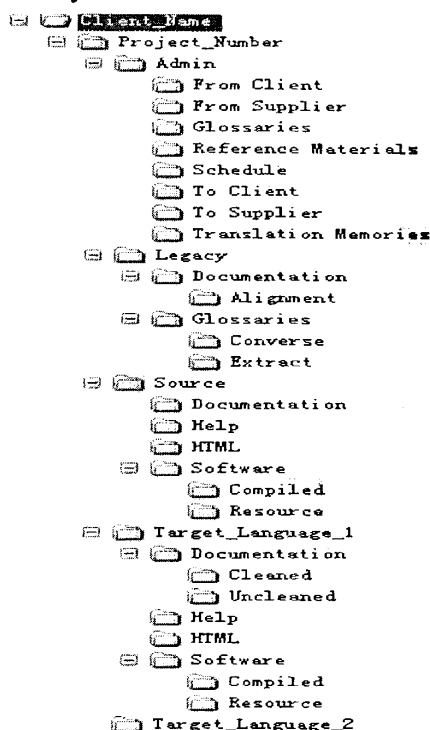 Client_Name
Project_Number
Admin
From Client
From Supplier
Glossaries
Reference Materials
Schedule
To Client
To Supplier
Translation Memories
Legacy
Documentation
Alignment
Glossaries
Converse
Extract
Source
Documentation
Help
HTML
Software
Compiled
Resource
Target_Language_1
Documentation
Cleaned
Uncleaned
Help
HTML
Software
Compiled
Resource
Target_Language_2